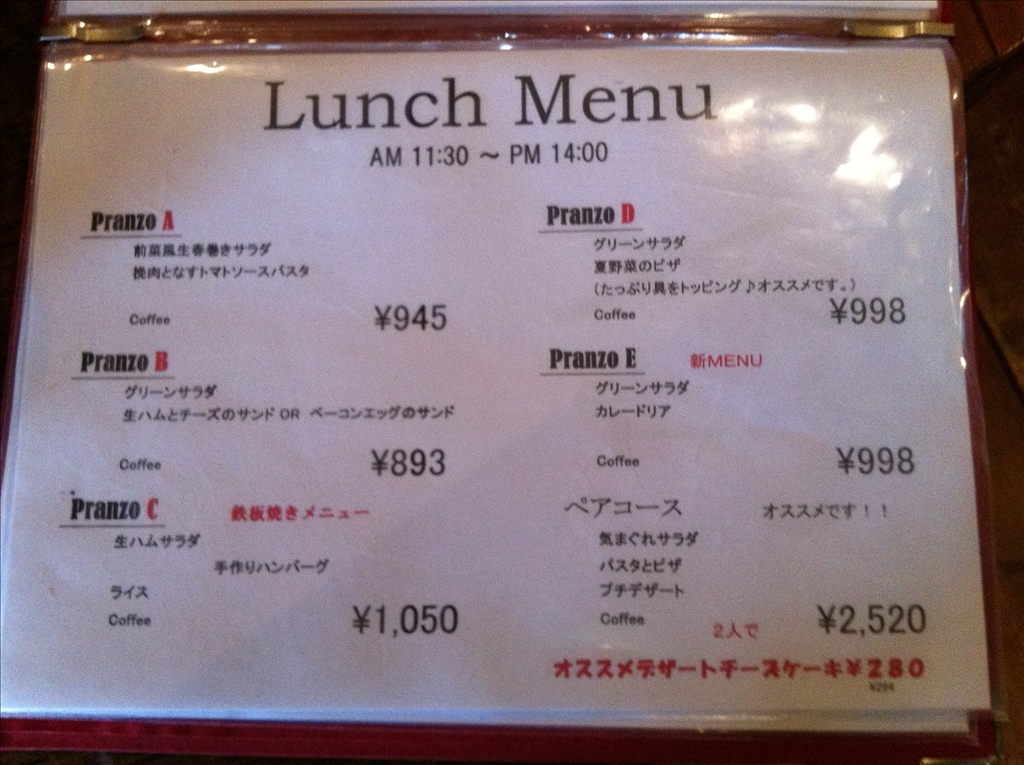 Lunch Menu
AM 11:30 ～ PM 14:00
Pranzo A
前菜風生春巻きサラダ
挽肉となすトマトソースパスタ
Coffee ¥945
Pranzo B
グリーンサラダ
生ハムとチーズのサンド OR ベーコンエッグのサンド
Coffee ¥893
Pranzo C 鉄板焼きメニュー
生ハムサラダ
手作りハンバーグ
ライス
Coffee ¥1,050
Pranzo D
グリーンサラダ
夏野菜のピザ
(たっぷり具をトッピング♪オススメです。)
Coffee ¥998
Pranzo E 新MENU
グリーンサラダ
カレードリア
Coffee ¥998
ペアコース オススメです！！
気まぐれサラダ
パスタとピザ
プチデザート
Coffee 2人で ¥2,520
オススメデザートチーズケーキ¥280
¥294